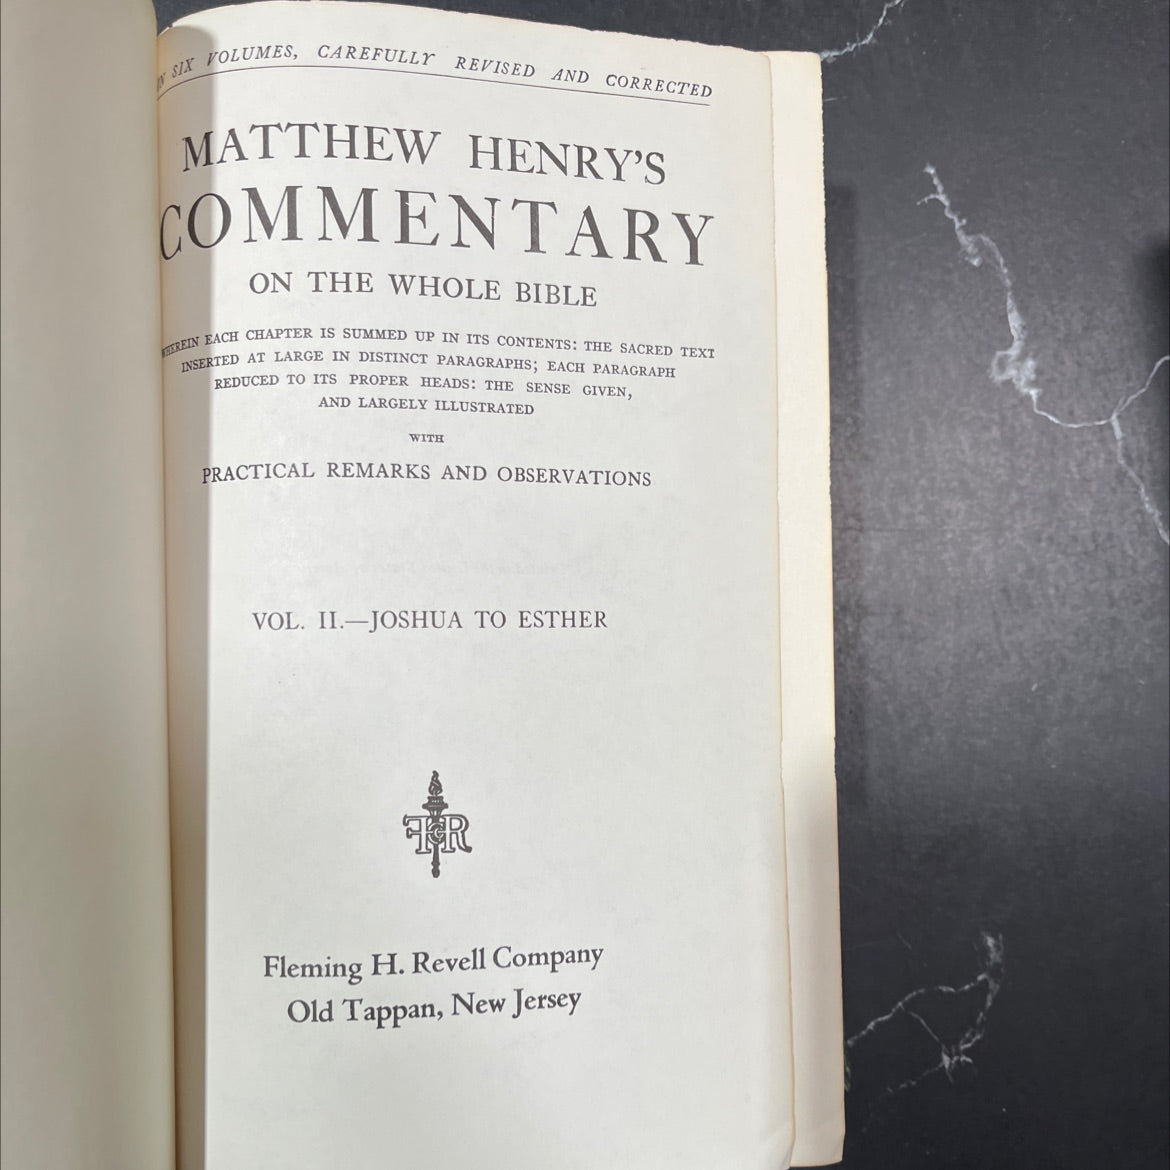 IN SIX VOLUMES, CAREFULLY REVISED AND CORRECTED
MATTHEW HENRY'S
COMMENTARY
ON THE WHOLE BIBLE
WHEREIN EACH CHAPTER IS SUMMED UP IN ITS CONTENTS: THE SACRED TEXT
INSERTED AT LARGE IN DISTINCT PARAGRAPHS; EACH PARAGRAPH
REDUCED TO ITS PROPER HEADS: THE SENSE GIVEN,
AND LARGELY ILLUSTRATED
WITH
PRACTICAL REMARKS AND OBSERVATIONS
VOL. II.—JOSHUA TO ESTHER
FHR
Fleming H. Revell Company
Old Tappan, New Jersey